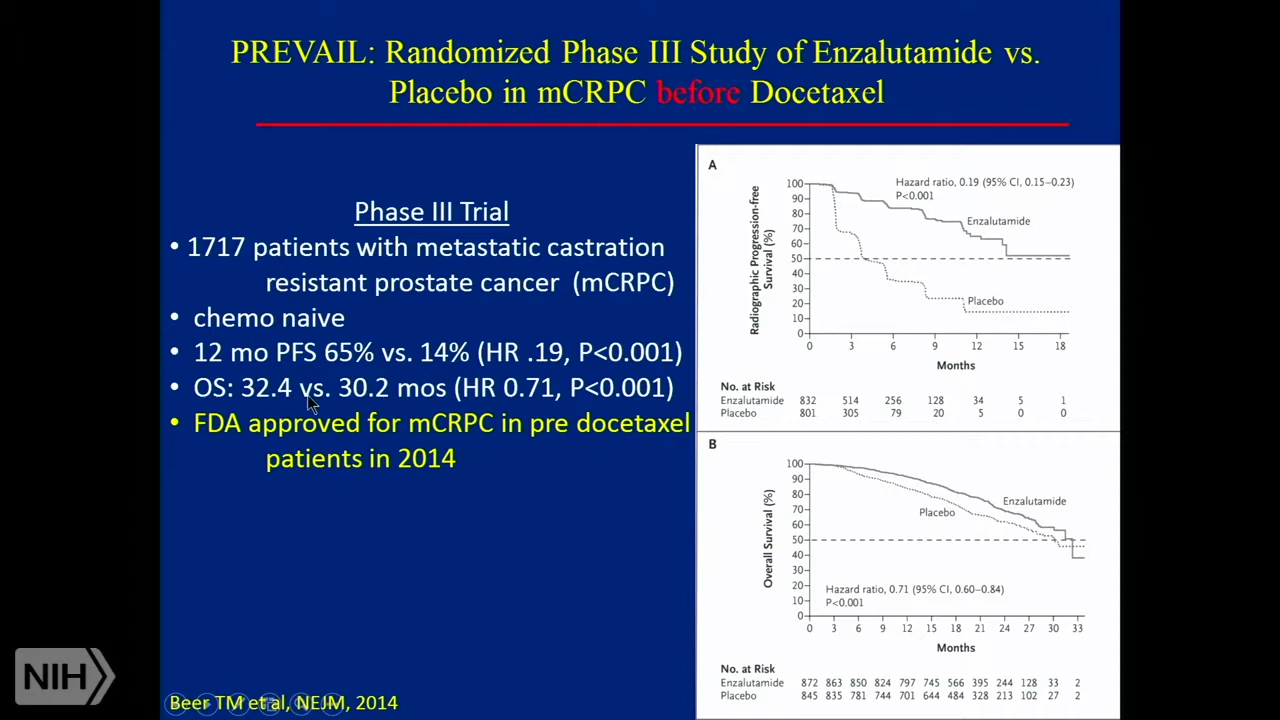 PREVAIL: Randomized Phase III Study of Enzalutamide vs.
Placebo in mCRPC before Docetaxel
Phase III Trial
• 1717 patients with metastatic castration
resistant prostate cancer (mCRPC)
• chemo naive
• 12 mo PFS 65% vs. 14% (HR .19, P<0.001)
• OS: 32.4 vs. 30.2 mos (HR 0.71, P<0.001)
• FDA approved for mCRPC in pre docetaxel
patients in 2014
Beer TM et al, NEJM, 2014
NIH
A
Radiographic Progression-free
Survival (%)
100
90
80
70
60
50
40
30
20
10
0
Hazard ratio, 0.19 (95% CI, 0.15–0.23)
P<0.001
Enzalutamide
Placebo
0 3 6 9 12 15 18
Months
No. at Risk
Enzalutamide 832 514 256 128 34 5 1
Placebo 801 305 79 20 5 0 0
B
Overall Survival (%)
100
90
80
70
60
50
40
30
20
10
0
Enzalutamide
Placebo
Hazard ratio, 0.71 (95% CI, 0.60–0.84)
P<0.001
0 3 6 9 12 15 18 21 24 27 30 33
Months
No. at Risk
Enzalutamide 872 863 850 824 797 745 566 395 244 128 33 2
Placebo 845 835 781 744 701 644 484 328 213 102 27 2